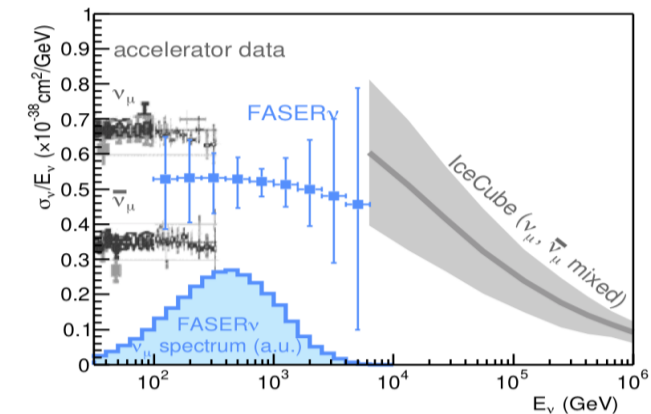 σν/Eν (×10⁻³⁸cm²/GeV)
1
0.9
0.8
0.7
0.6
0.5
0.4
0.3
0.2
0.1
0
accelerator data
νμ
ν̅μ
FASERν
IceCube (νμ, ν̅μ mixed)
FASERν
νμ spectrum (a.u.)
10²
10³
10⁴
10⁵
10⁶
Eν (GeV)